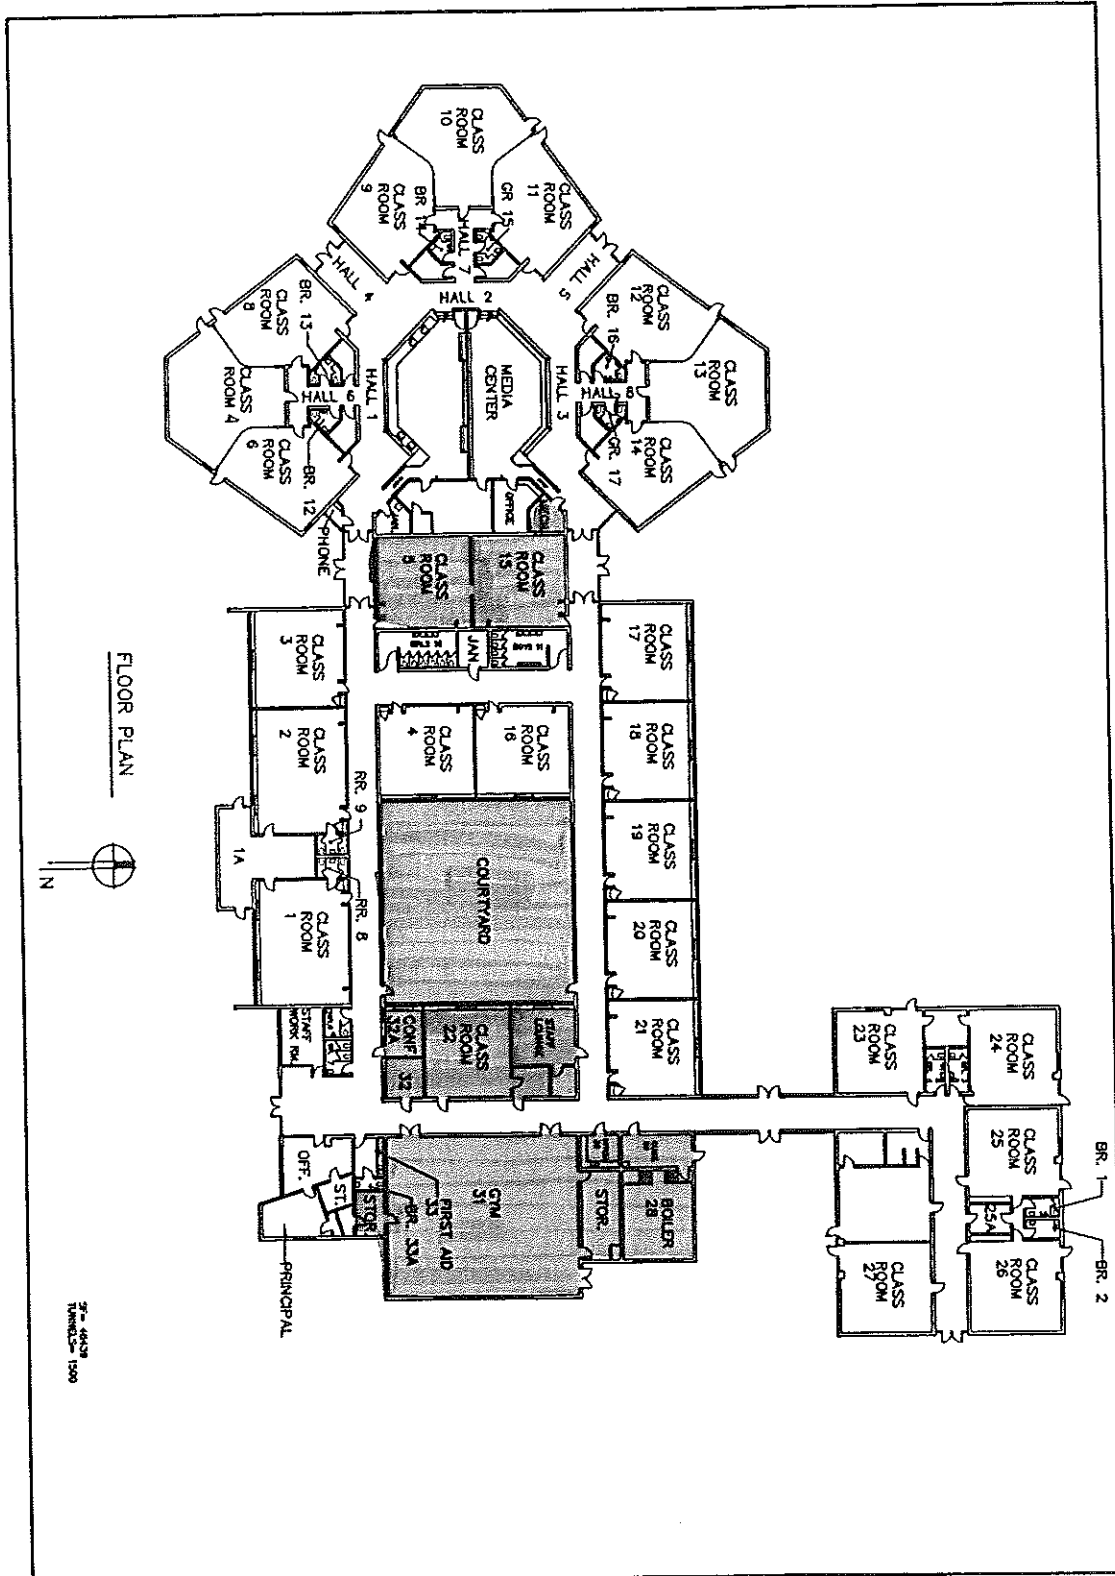 CLASS
ROOM
10
CLASS
ROOM
9
CLASS
ROOM
11
GR 15
HALL 7
HALL 4
HALL 5
HALL 2
CLASS
ROOM
8
BR. 13
CLASS
ROOM
12
BR. 16
CLASS
ROOM
13
CLASS
ROOM 4
HALL 6
HALL 1
MEDIA
CENTER
HALL 3
HALL 8
CLASS
ROOM
6
BR. 12
CLASS
ROOM
14
GR. 17
PHONE
OFFICE
CLASS
ROOM
CLASS
ROOM
15
JAN
CLASS
ROOM
3
CLASS
ROOM
17
CLASS
ROOM
2
CLASS
ROOM
4
CLASS
ROOM
16
CLASS
ROOM
18
RR. 9
1A
RR. 8
COURTYARD
CLASS
ROOM
19
CLASS
ROOM
1
CLASS
ROOM
20
STAFF
WORK RM.
CONF
32A
32
CLASS
ROOM
22
STAFF
LOUNGE
CLASS
ROOM
21
CLASS
ROOM
23
CLASS
ROOM
24
CLASS
ROOM
25
25A
BR. 1
BR. 2
CLASS
ROOM
26
CLASS
ROOM
27
OFF.
ST.
STOR
PRINCIPAL
GYM
31
FIRST AID
33
BR. 33A
STOR.
BOILER
28
FLOOR PLAN
N
TUNNELS= 1500